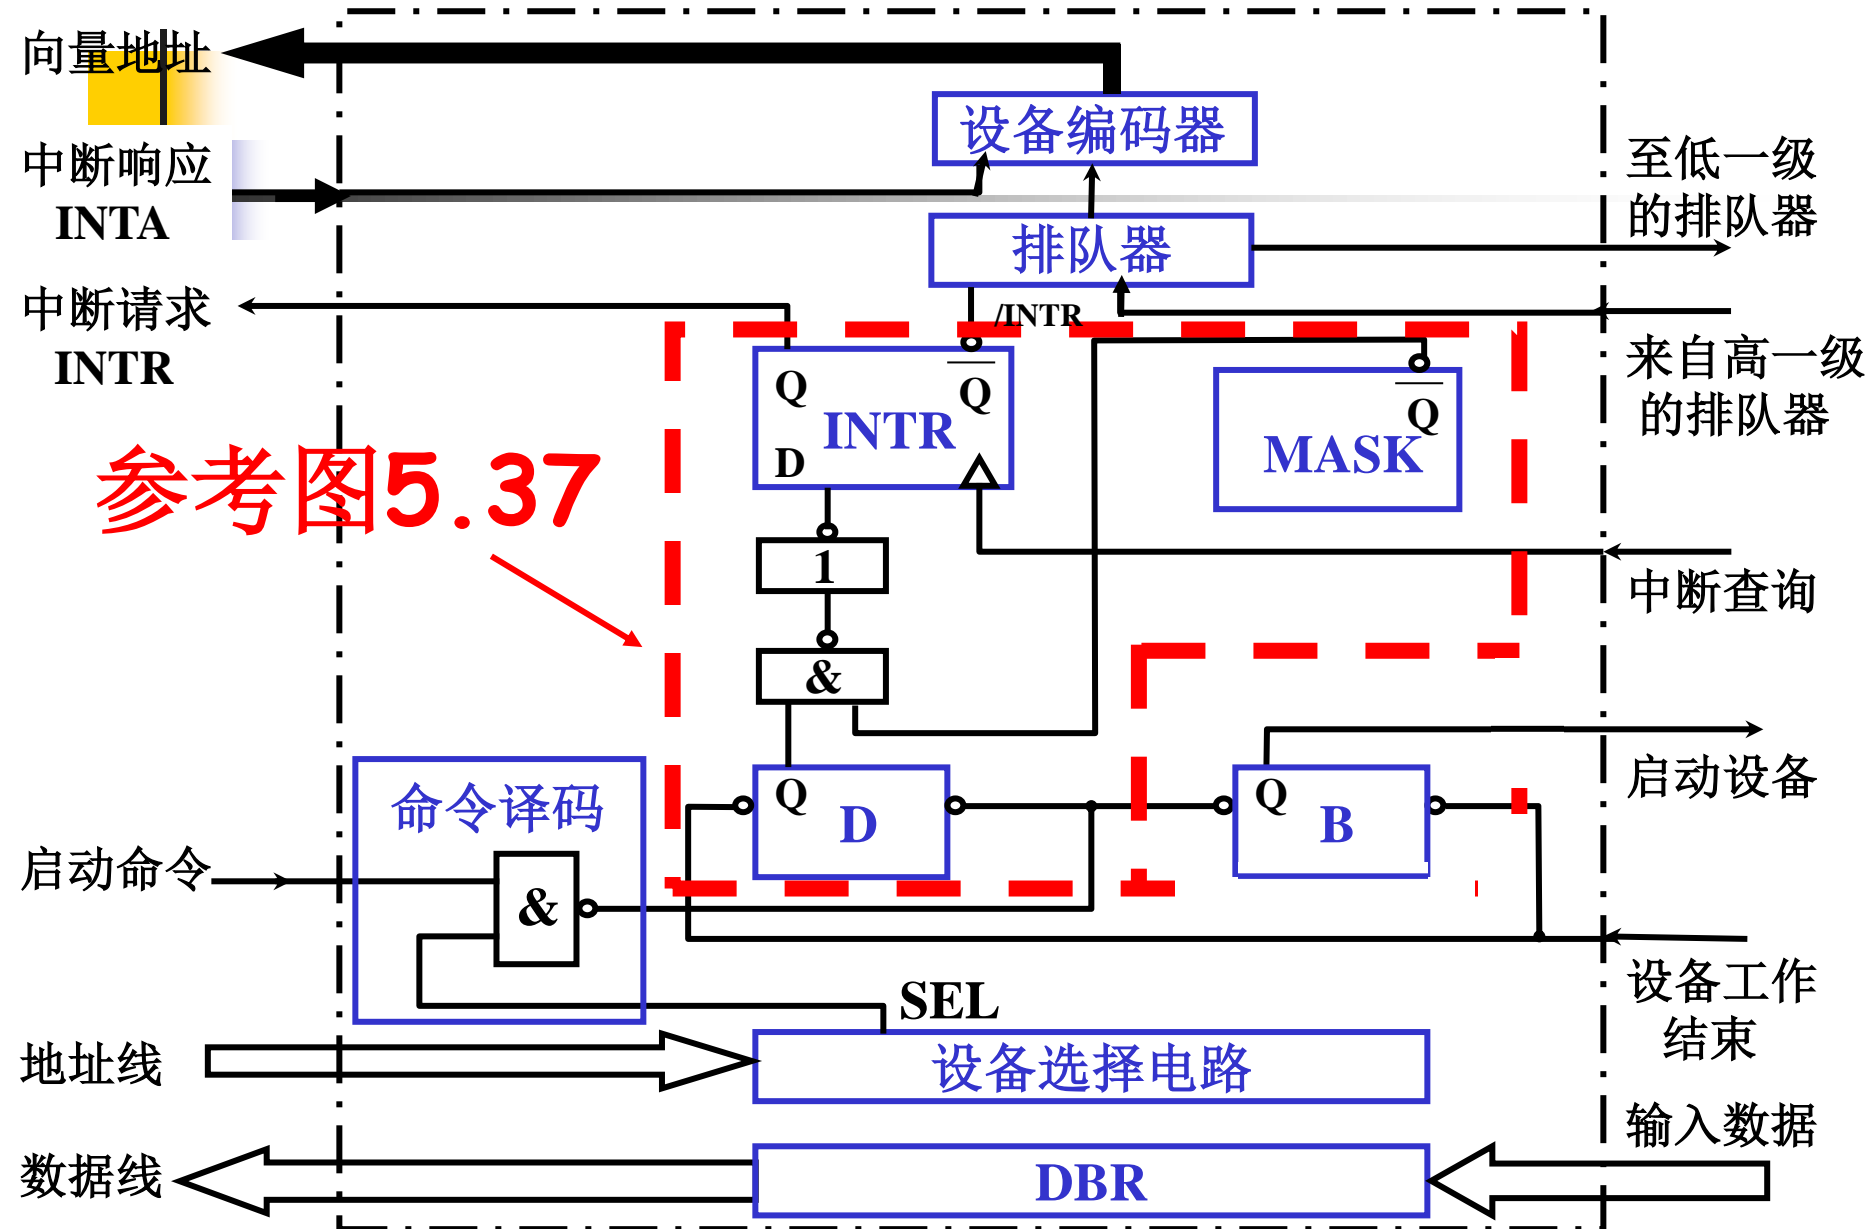 向量地址
设备编码器
中断响应
INTA
至低一级
的排队器
排队器
中断请求
INTR
/INTR
来自高一级
的排队器
Q
Q
INTR
D
Q
MASK
参考图5.37
1
中断查询
&
启动设备
命令译码
Q
D
Q
B
启动命令
&
设备工作
结束
SEL
地址线
设备选择电路
输入数据
数据线
DBR